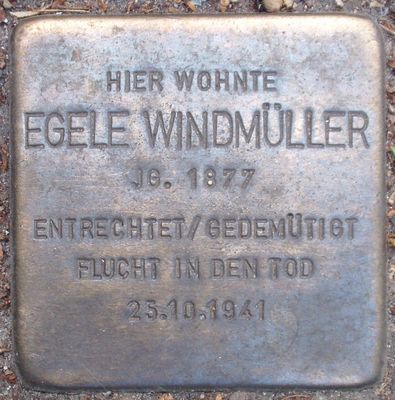 HIER WOHNTE
EGELE WINDMÜLLER
JG. 1877
ENTRECHTET/GEDEMÜTIGT
FLUCHT IN DEN TOD
25.10.1941